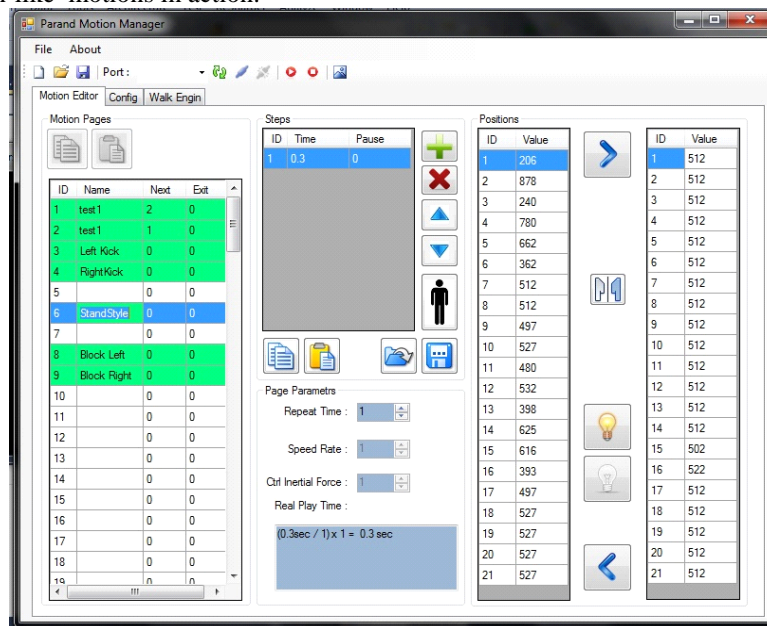 like motions in action.
Parand Motion Manager
File About
Port :
Motion Editor Config Walk Engin
Motion Pages
ID Name Next Exit
1 test1 2 0
2 test1 1 0
3 Left Kick 0 0
4 RightKick 0 0
5 0 0
6 StandStyle 0 0
7 0 0
8 Block Left 0 0
9 Block Right 0 0
10 0 0
11 0 0
12 0 0
13 0 0
14 0 0
15 0 0
16 0 0
17 0 0
18 0 0
19 0 0
Steps
ID Time Pause
1 0.3 0
Page Parametrs
Repeat Time : 1
Speed Rate : 1
Ctrl Inertial Force : 1
Real Play Time :
(0.3sec / 1) x 1 = 0.3 sec
Positions
ID Value
1 206
2 878
3 240
4 780
5 662
6 362
7 512
8 512
9 497
10 527
11 480
12 532
13 398
14 625
15 616
16 393
17 497
18 527
19 527
20 527
21 527
ID Value
1 512
2 512
3 512
4 512
5 512
6 512
7 512
8 512
9 512
10 512
11 512
12 512
13 512
14 512
15 502
16 522
17 512
18 512
19 512
20 512
21 512